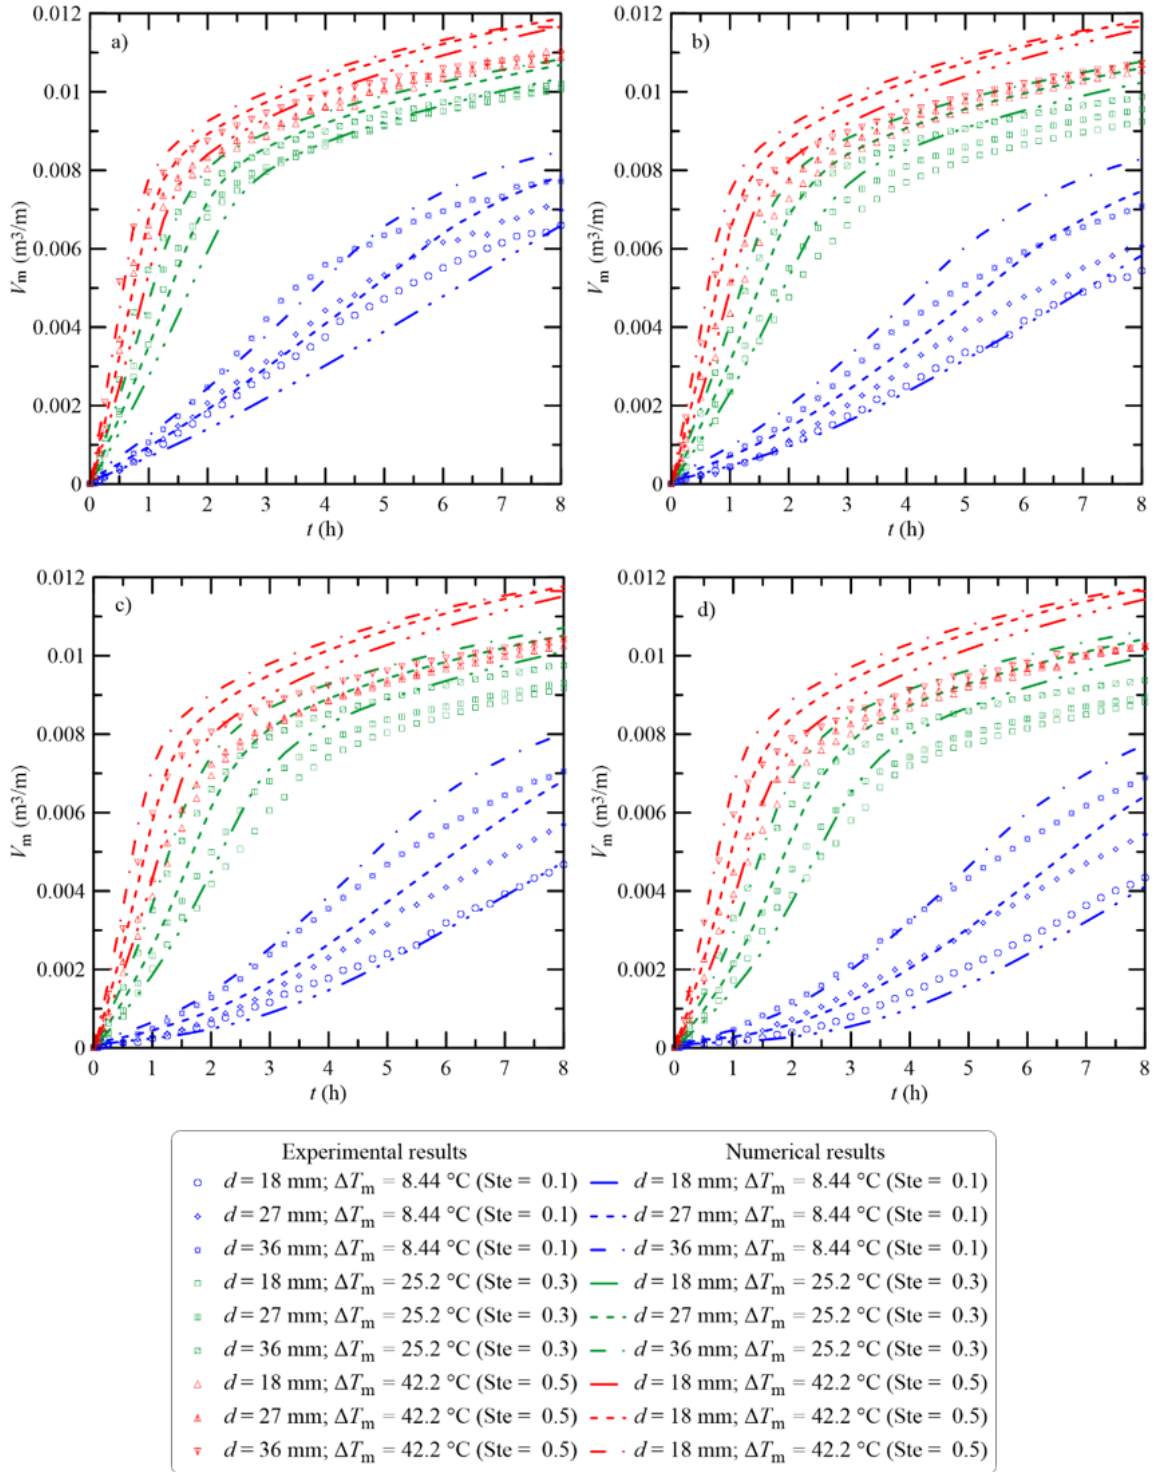 0.012
0.01
0.008
0.006
0.004
0.002
0
V_m (m³/m)
a)
0 1 2 3 4 5 6 7 8
t (h)
0.012
0.01
0.008
0.006
0.004
0.002
0
V_m (m³/m)
b)
0 1 2 3 4 5 6 7 8
t (h)
0.012
0.01
0.008
0.006
0.004
0.002
0
V_m (m³/m)
c)
0 1 2 3 4 5 6 7 8
t (h)
0.012
0.01
0.008
0.006
0.004
0.002
0
V_m (m³/m)
d)
0 1 2 3 4 5 6 7 8
t (h)
Experimental results
d = 18 mm; ΔT_m = 8.44 °C (Ste = 0.1)
d = 27 mm; ΔT_m = 8.44 °C (Ste = 0.1)
d = 36 mm; ΔT_m = 8.44 °C (Ste = 0.1)
d = 18 mm; ΔT_m = 25.2 °C (Ste = 0.3)
d = 27 mm; ΔT_m = 25.2 °C (Ste = 0.3)
d = 36 mm; ΔT_m = 25.2 °C (Ste = 0.3)
d = 18 mm; ΔT_m = 42.2 °C (Ste = 0.5)
d = 27 mm; ΔT_m = 42.2 °C (Ste = 0.5)
d = 36 mm; ΔT_m = 42.2 °C (Ste = 0.5)
Numerical results
d = 18 mm; ΔT_m = 8.44 °C (Ste = 0.1)
d = 27 mm; ΔT_m = 8.44 °C (Ste = 0.1)
d = 36 mm; ΔT_m = 8.44 °C (Ste = 0.1)
d = 18 mm; ΔT_m = 25.2 °C (Ste = 0.3)
d = 27 mm; ΔT_m = 25.2 °C (Ste = 0.3)
d = 36 mm; ΔT_m = 25.2 °C (Ste = 0.3)
d = 18 mm; ΔT_m = 42.2 °C (Ste = 0.5)
d = 18 mm; ΔT_m = 42.2 °C (Ste = 0.5)
d = 18 mm; ΔT_m = 42.2 °C (Ste = 0.5)